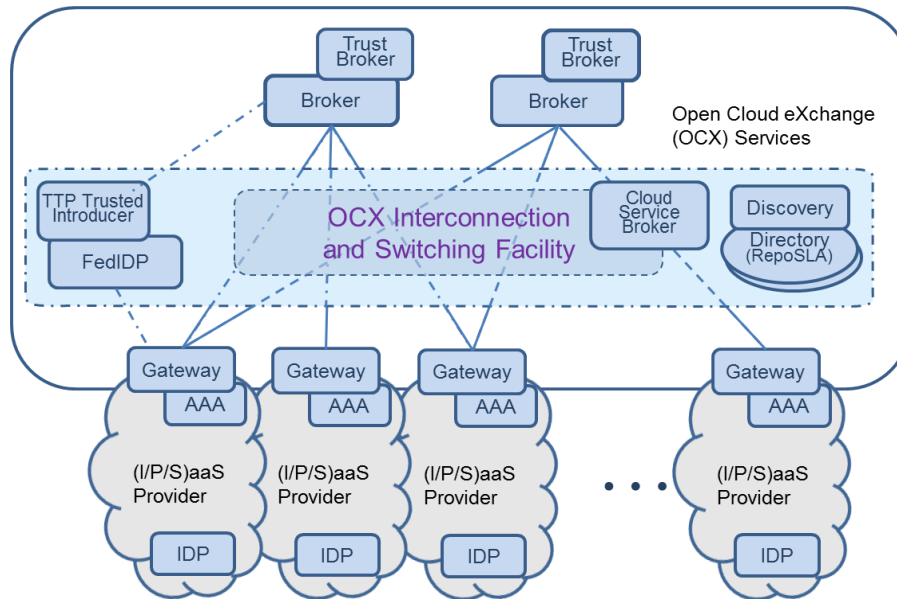 Trust
Broker
Broker
Trust
Broker
Broker
Open Cloud eXchange
(OCX) Services
TTP Trusted
Introducer
FedIDP
OCX Interconnection
and Switching Facility
Cloud
Service
Broker
Discovery
Directory
(RepoSLA)
Gateway
AAA
Gateway
AAA
Gateway
AAA
Gateway
AAA
(I/P/S)aaS
Provider
(I/P/S)aaS
Provider
(I/P/S)aaS
Provider
. . .
(I/P/S)aaS
Provider
IDP
IDP
IDP
IDP